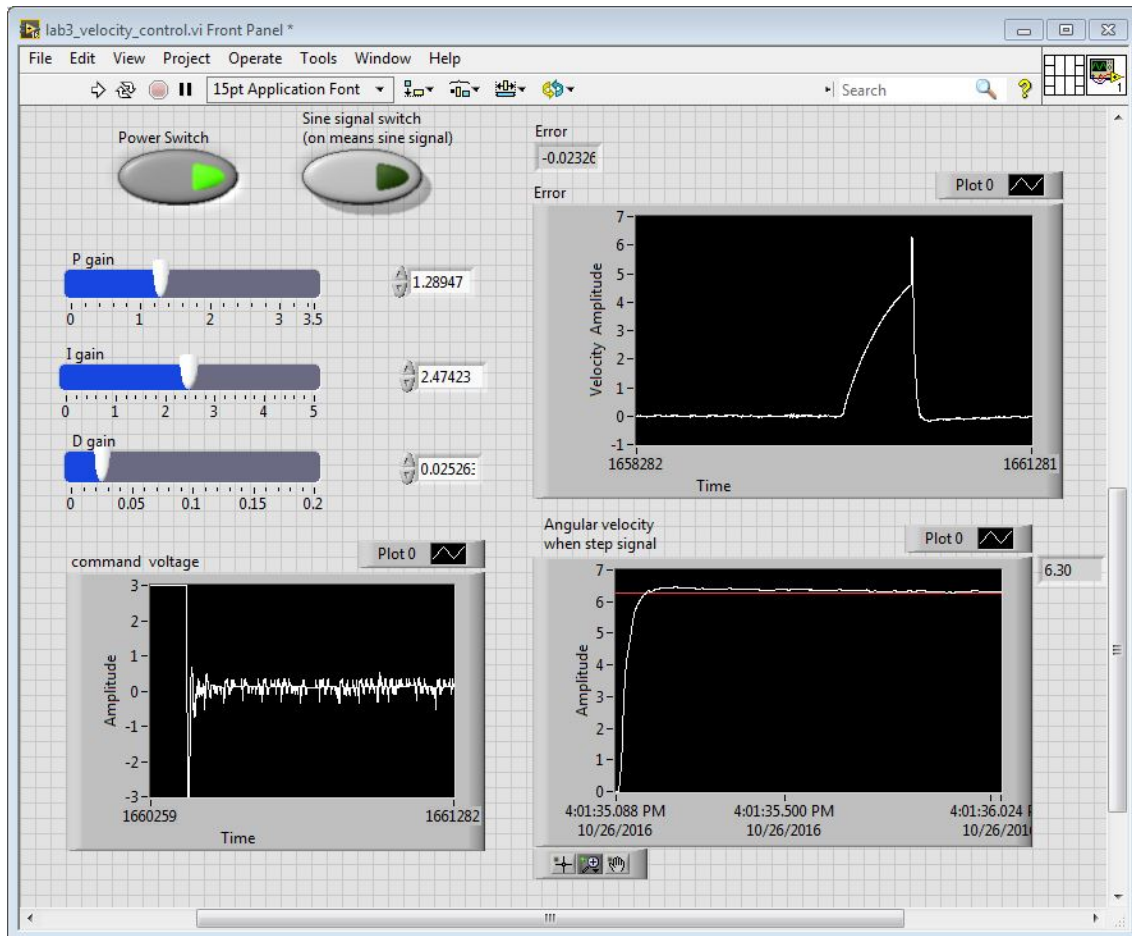 lab3_velocity_control.vi Front Panel *
File Edit View Project Operate Tools Window Help
15pt Application Font
Search
1
Power Switch
Sine signal switch
(on means sine signal)
Error
-0.02326
Error
Plot 0
Velocity Amplitude
7
6
5
4
3
2
1
0
-1
1658282
1661281
Time
P gain
1.28947
0 1 2 3 3.5
I gain
2.47423
0 1 2 3 4 5
D gain
0.02526
0 0.05 0.1 0.15 0.2
command voltage
Plot 0
Amplitude
3
2
1
0
-1
-2
-3
1660259
1661282
Time
Angular velocity
when step signal
Plot 0
6.30
Amplitude
7
6
5
4
3
2
1
0
4:01:35.088 PM
10/26/2016
4:01:35.500 PM
10/26/2016
4:01:36.024
10/26/201